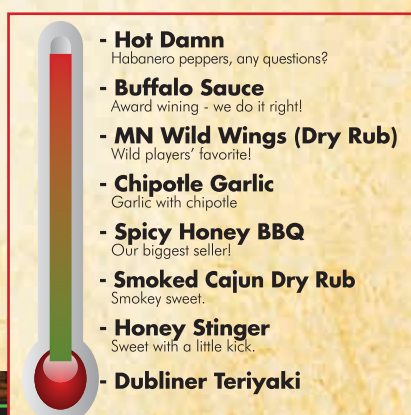 - Hot Damn
Habanero peppers, any questions?
- Buffalo Sauce
Award wining - we do it right!
- MN Wild Wings (Dry Rub)
Wild players' favorite!
- Chipotle Garlic
Garlic with chipotle
- Spicy Honey BBQ
Our biggest seller!
- Smoked Cajun Dry Rub
Smokey sweet.
- Honey Stinger
Sweet with a little kick.
- Dubliner Teriyaki